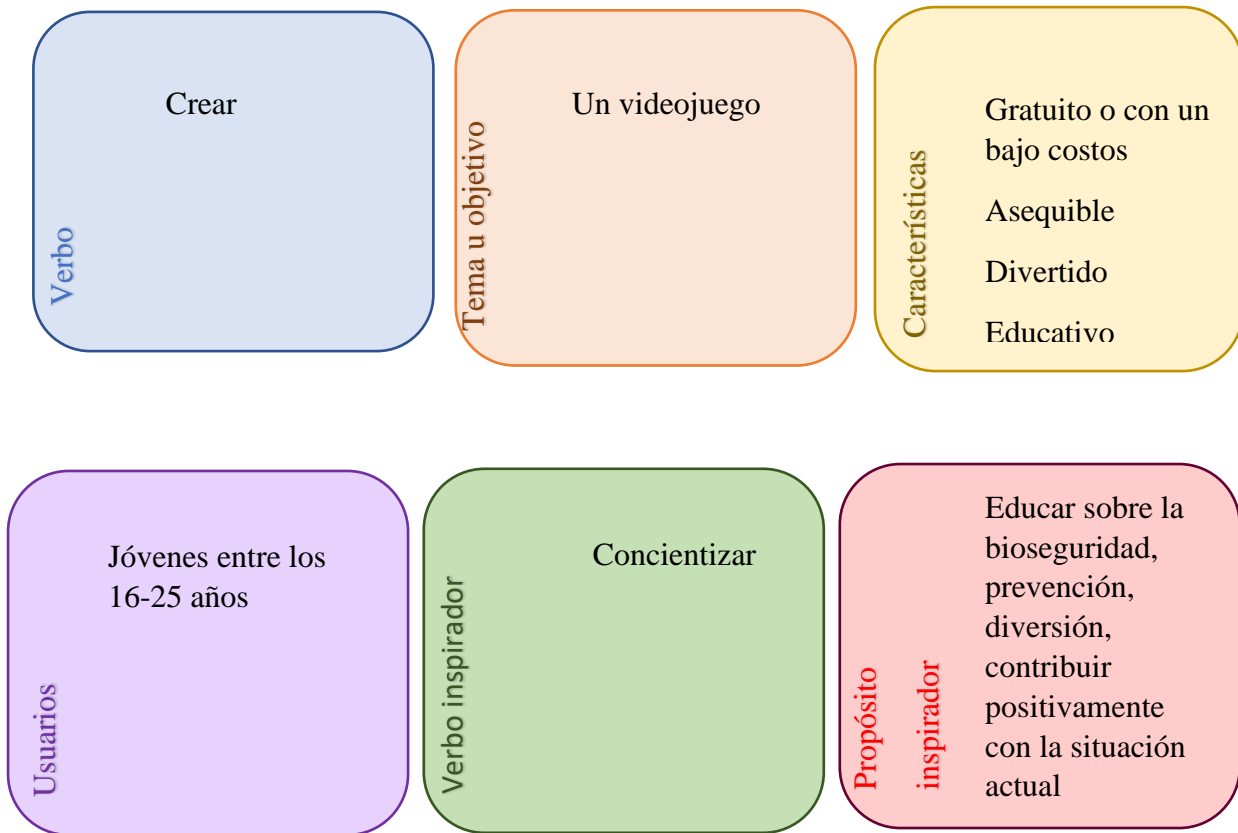 Verbo
Crear
Tema u objetivo
Un videojuego
Características
Gratuito o con un
bajo costos
Asequible
Divertido
Educativo
Usuarios
Jóvenes entre los
16-25 años
Verbo inspirador
Concientizar
Propósito
inspirador
Educar sobre la
bioseguridad,
prevención,
diversión,
contribuir
positivamente
con la situación
actual